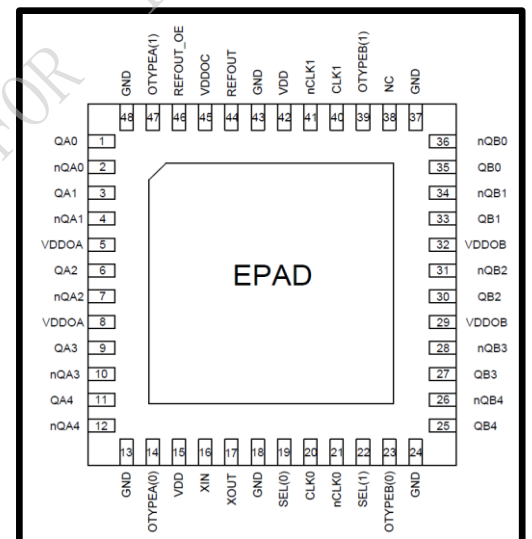 FOR
GND
OTYPEA(1)
REFOUT_OE
VDDOC
REFOUT
GND
VDD
nCLK1
CLK1
OTYPEB(1)
NC
GND
48 47 46 45 44 43 42 41 40 39 38 37
QA0 1 36 nQB0
nQA0 2 35 QB0
QA1 3 34 nQB1
nQA1 4 33 QB1
VDDOA 5 32 VDDOB
QA2 6 31 nQB2
EPAD
nQA2 7 30 QB2
VDDOA 8 29 VDDOB
QA3 9 28 nQB3
nQA3 10 27 QB3
QA4 11 26 nQB4
nQA4 12 25 QB4
13 14 15 16 17 18 19 20 21 22 23 24
GND
OTYPEA(0)
VDD
XIN
XOUT
GND
SEL(0)
CLK0
nCLK0
SEL(1)
OTYPEB(0)
GND